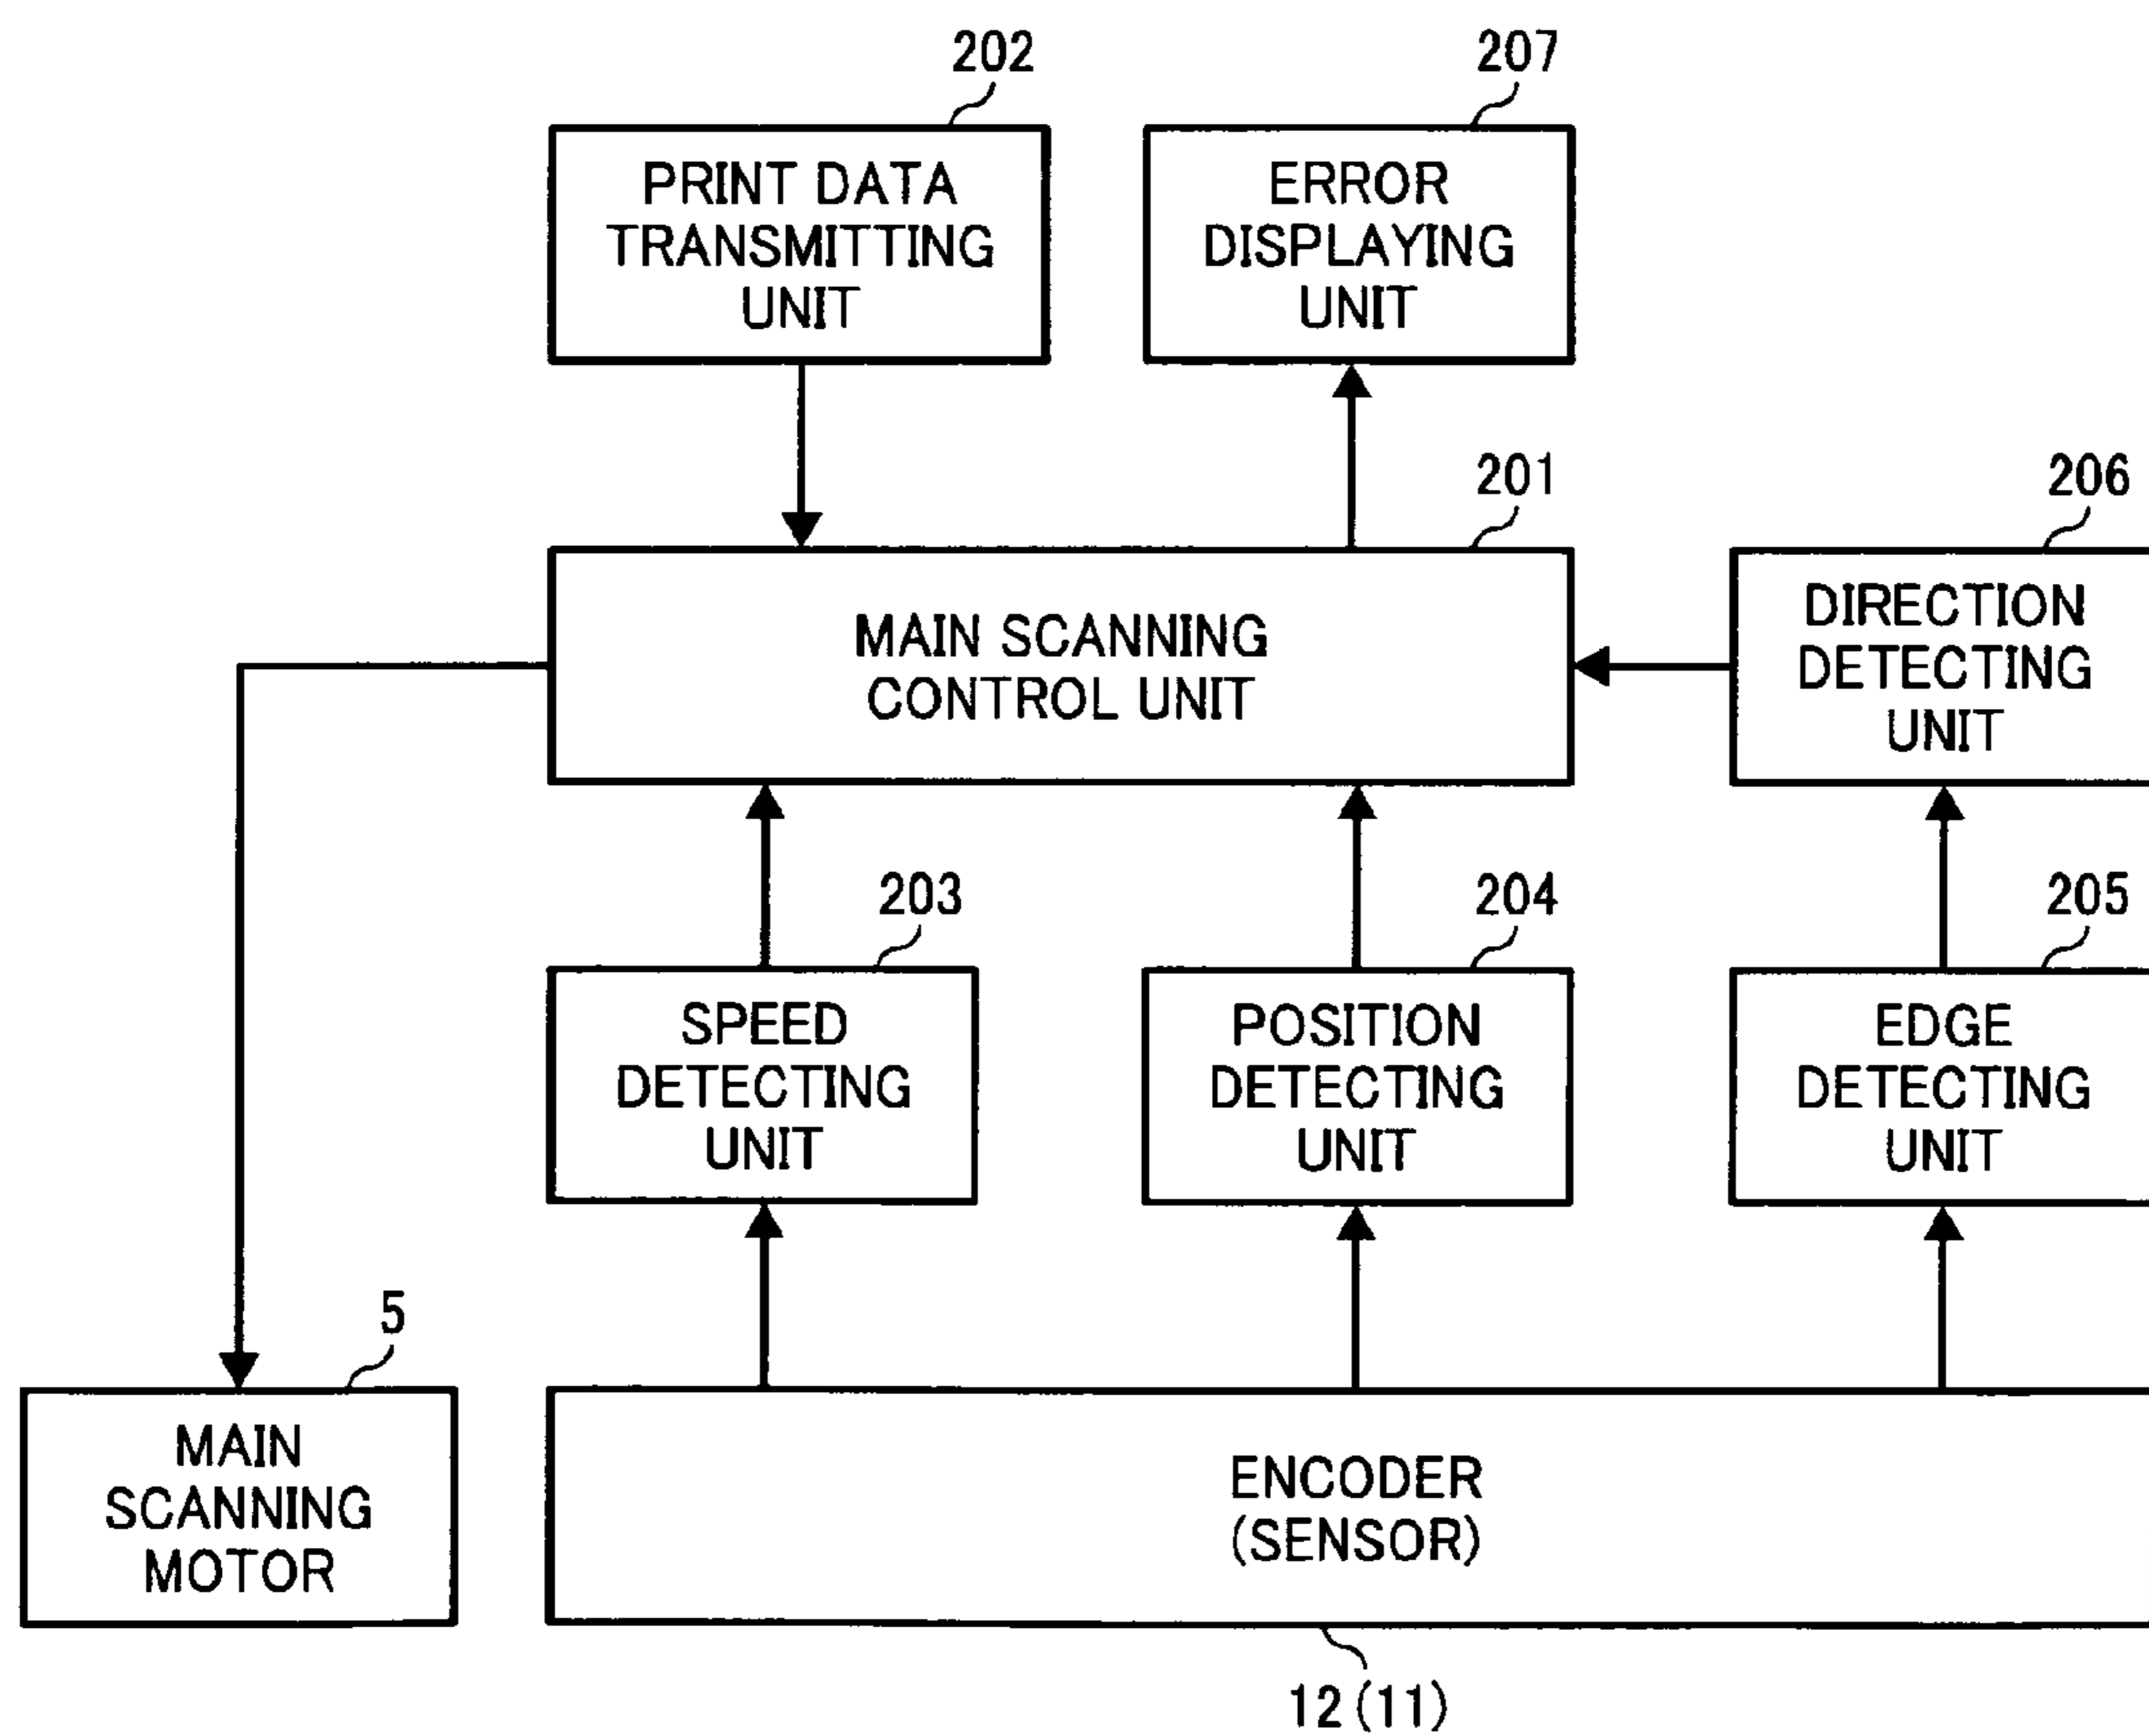 202
207
PRINT DATA
TRANSMITTING
UNIT
ERROR
DISPLAYING
UNIT
201
206
MAIN SCANNING
CONTROL UNIT
DIRECTION
DETECTING
UNIT
203
204
205
SPEED
DETECTING
UNIT
POSITION
DETECTING
UNIT
EDGE
DETECTING
UNIT
5
MAIN
SCANNING
MOTOR
ENCODER
(SENSOR)
12(11)